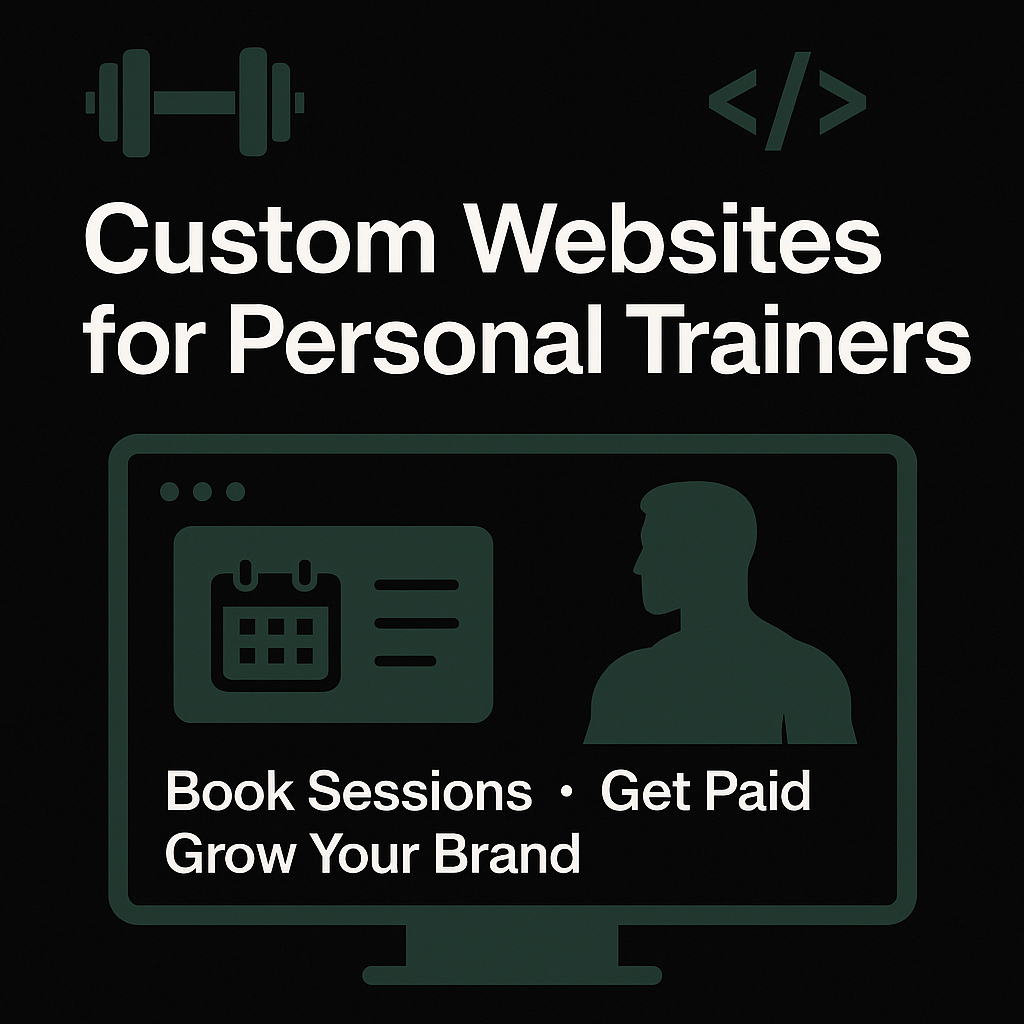 </>
Custom Websites
for Personal Trainers
Book Sessions • Get Paid
Grow Your Brand